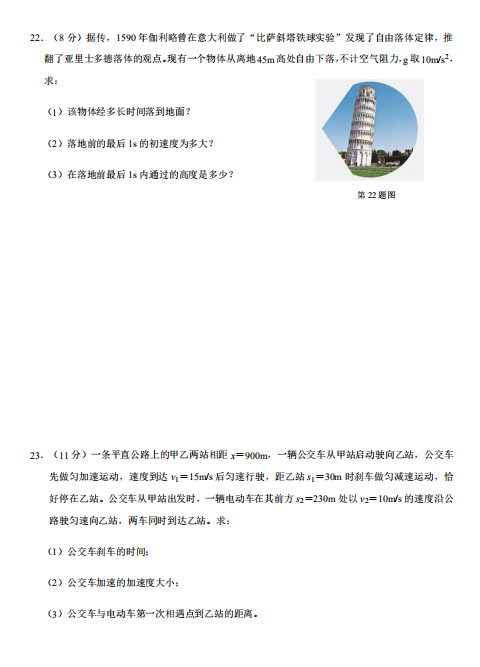 22.（8 分）据传，1590 年伽利略曾在意大利做了“比萨斜塔铁球实验”发现了自由落体定律，推
翻了亚里士多德落体的观点。现有一个物体从离地45m高处自由下落,不计空气阻力,g 取10m/s²，
求：
（1）该物体经多长时间落到地面？
（2）落地前的最后 1s 的初速度为多大？
（3）在落地前最后 1s 内通过的高度是多少？
第 22题图
23.（11 分）一条平直公路上的甲乙两站相距 x＝900m，一辆公交车从甲站启动驶向乙站，公交车
先做匀加速运动，速度到达 v₁＝15m/s 后匀速行驶，距乙站 s₁＝30m 时刹车做匀减速运动，恰
好停在乙站。公交车从甲站出发时，一辆电动车在其前方 s₂＝230m 处以 v₂＝10m/s 的速度沿公
路驶匀速向乙站，两车同时到达乙站。求：
（1）公交车刹车的时间；
（2）公交车加速的加速度大小；
（3）公交车与电动车第一次相遇点到乙站的距离。